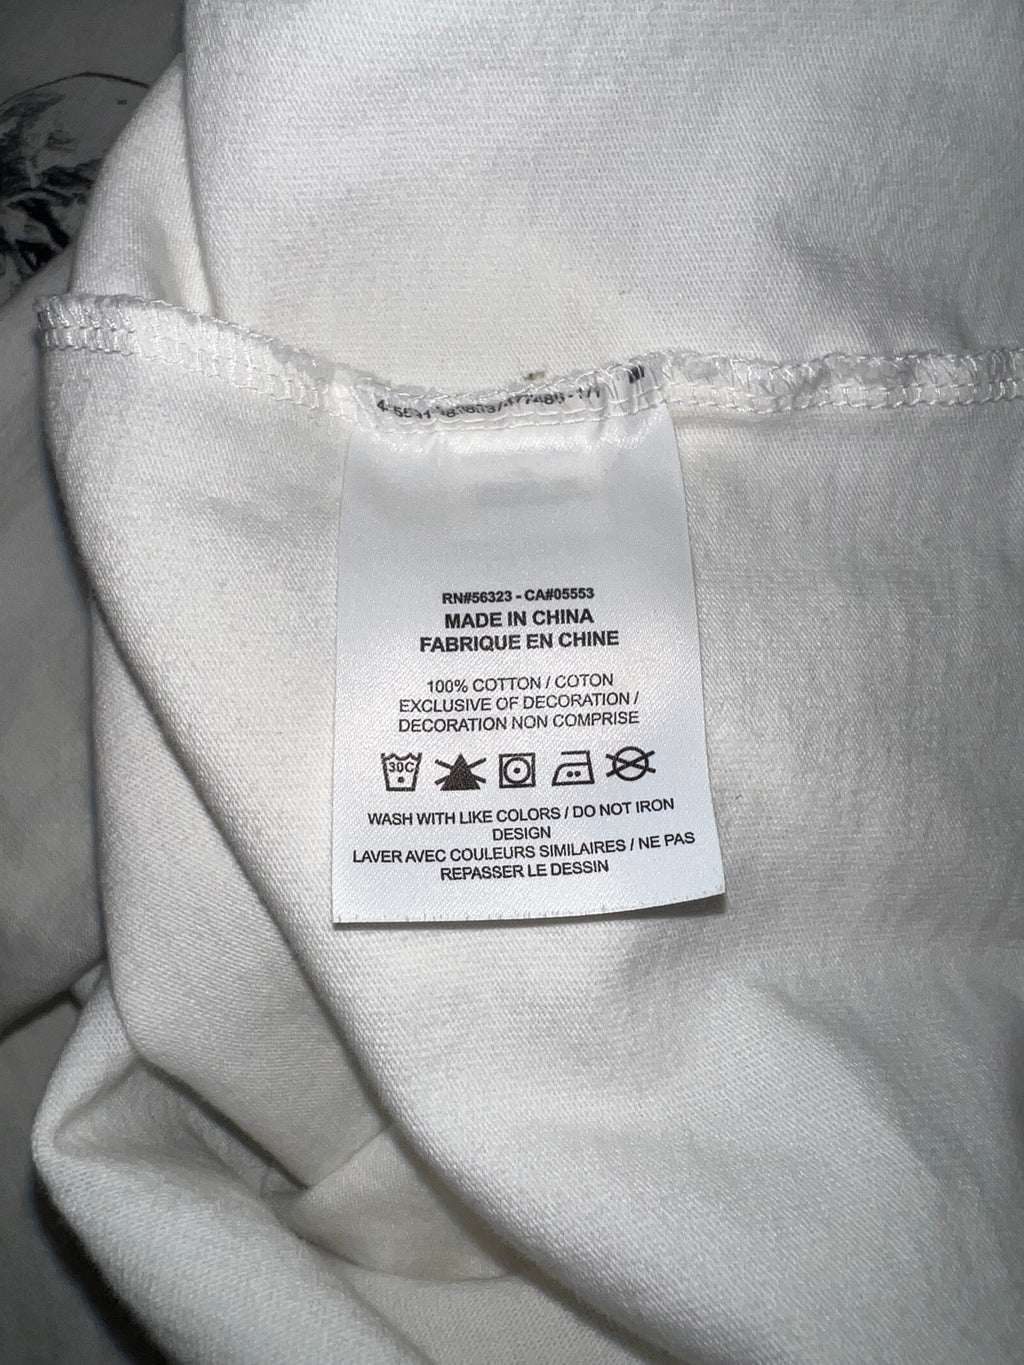 RN#56323 - CA#05553
MADE IN CHINA
FABRIQUE EN CHINE
100% COTTON / COTON
EXCLUSIVE OF DECORATION /
DECORATION NON COMPRISE
30C
WASH WITH LIKE COLORS / DO NOT IRON
DESIGN
LAVER AVEC COULEURS SIMILAIRES / NE PAS
REPASSER LE DESSIN